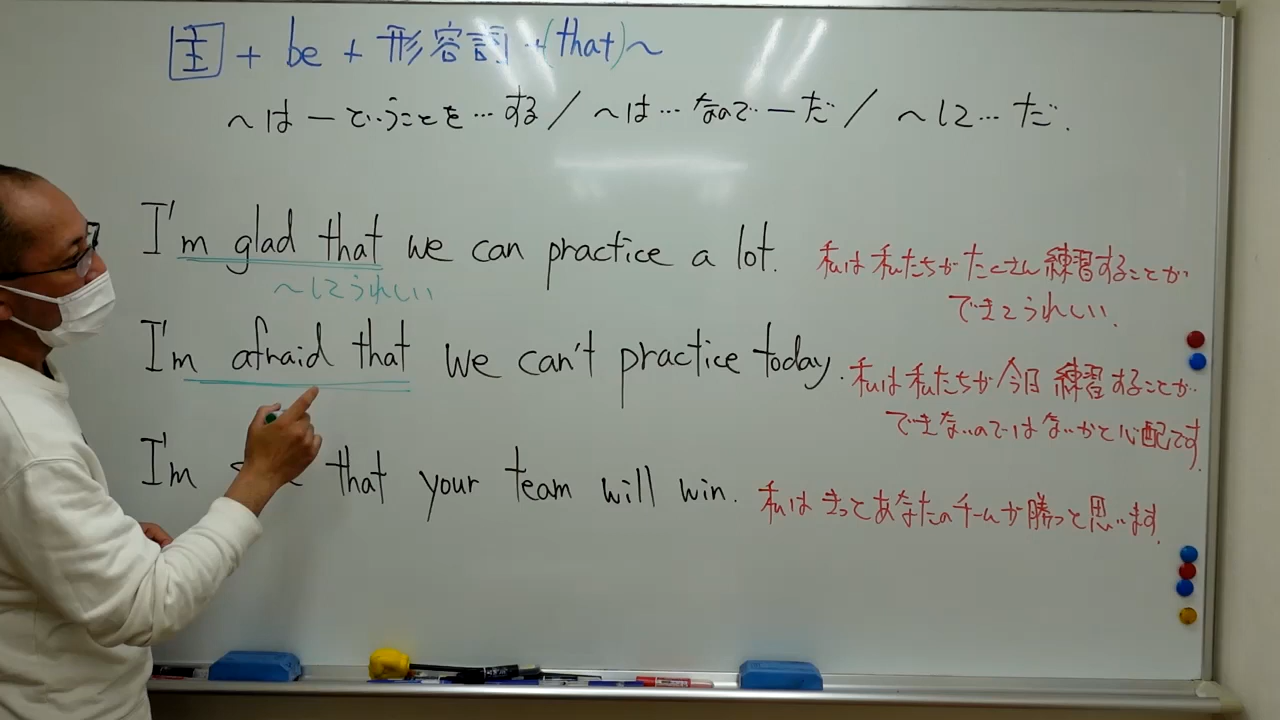 主 + be + 形容詞 + (that)~
~は ー ということを… する / ~は… なので ー だ / ~に… だ.
I'm glad that we can practice a lot. 私は 私たちが たくさん 練習することが
~にうれしい できてうれしい.
I'm afraid that we can't practice today. 私は 私たちが 今日 練習することが
できないのではないかと心配です.
I'm that your team will win. 私は きっとあなたのチームが勝つと思います.